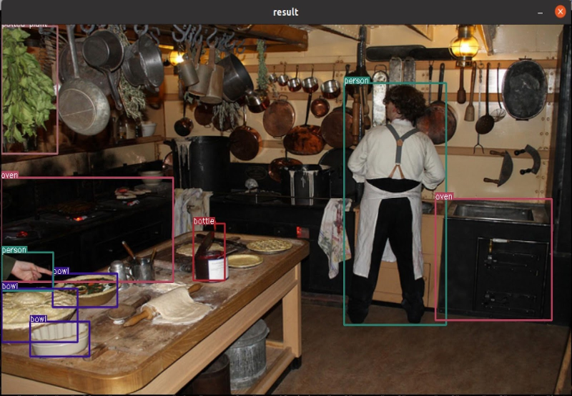 result
potted plant
person
oven
oven
bottle
person
bowl
bowl
bowl